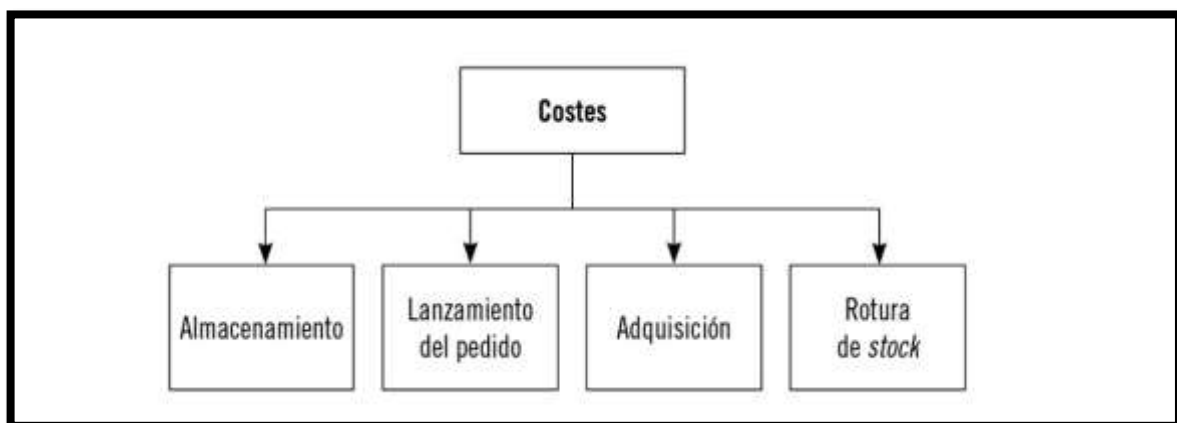 Costes
Almacenamiento
Lanzamiento
del pedido
Adquisición
Rotura
de stock